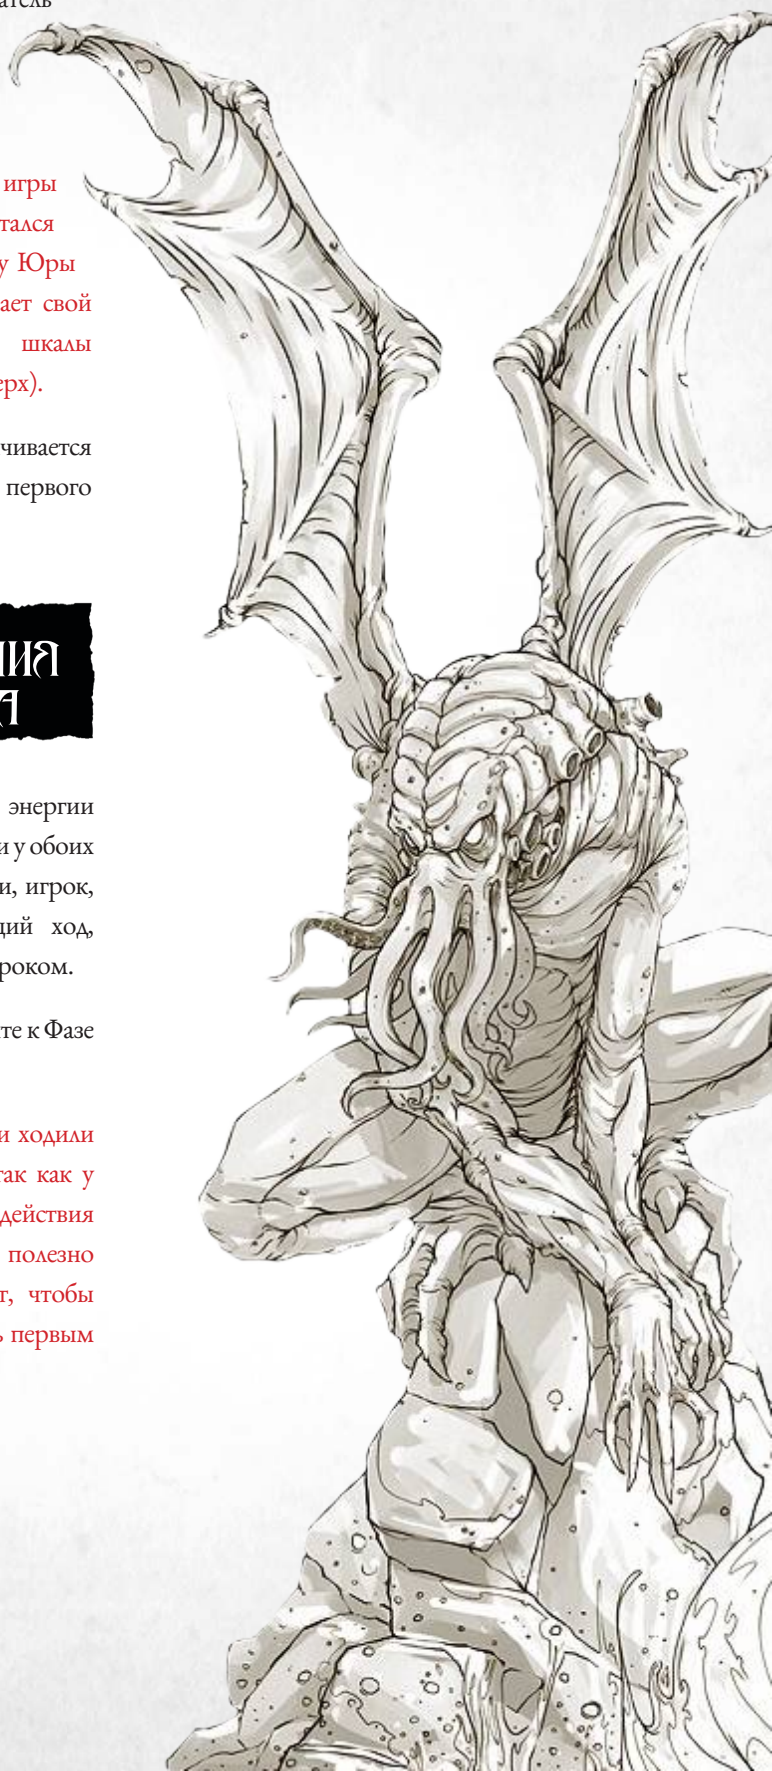 атель
игры
тался
у Юры
ает свой
шкалы
ерх).
чивается
первого
ния
а
энергии
и у обоих
и, игрок,
щий ход,
роком.
те к Фазе
и ходили
так как у
действия
полезно
т, чтобы
ь первым